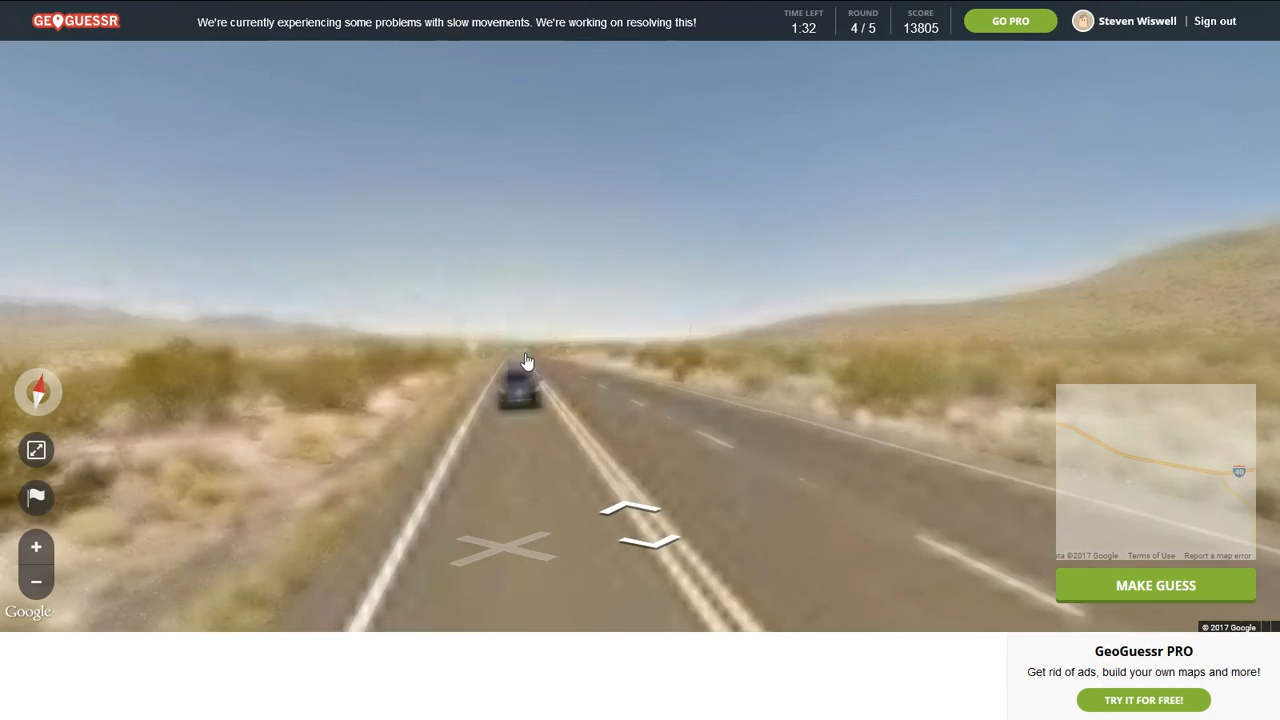 GEOGUESSR
We're currently experiencing some problems with slow movements. We're working on resolving this!
TIME LEFT
1:32
ROUND
4 / 5
SCORE
13805
GO PRO
Steven Wiswell | Sign out
40
ta ©2017 Google Terms of Use Report a map error
MAKE GUESS
+
−
Google
© 2017 Google
GeoGuessr PRO
Get rid of ads, build your own maps and more!
TRY IT FOR FREE!